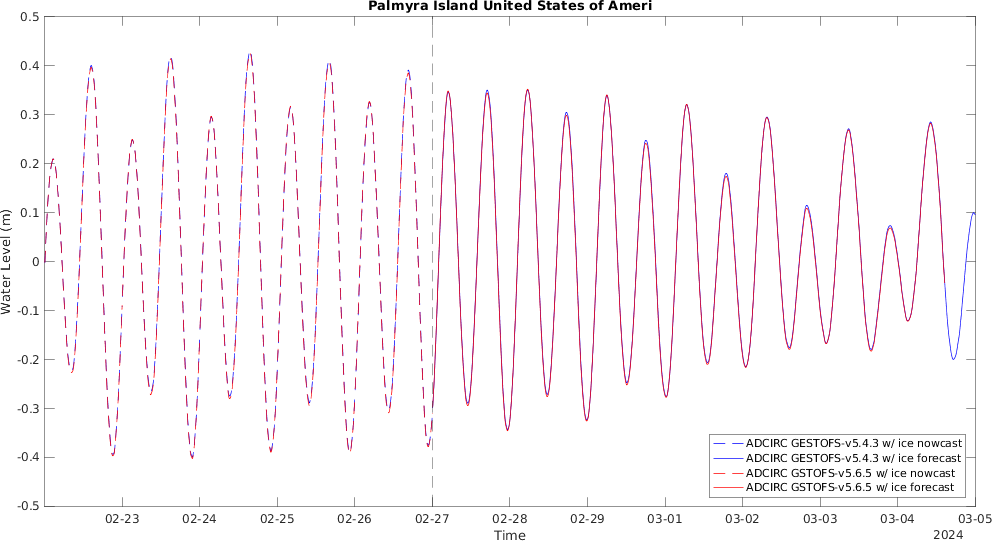 Palmyra Island United States of Ameri
0.5
0.4
0.3
0.2
0.1
0
-0.1
-0.2
-0.3
-0.4
-0.5
Water Level (m)
ADCIRC GESTOFS-v5.4.3 w/ ice nowcast
ADCIRC GESTOFS-v5.4.3 w/ ice forecast
ADCIRC GSTOFS-v5.6.5 w/ ice nowcast
ADCIRC GSTOFS-v5.6.5 w/ ice forecast
02-23 02-24 02-25 02-26 02-27 02-28 02-29 03-01 03-02 03-03 03-04 03-05
Time
2024